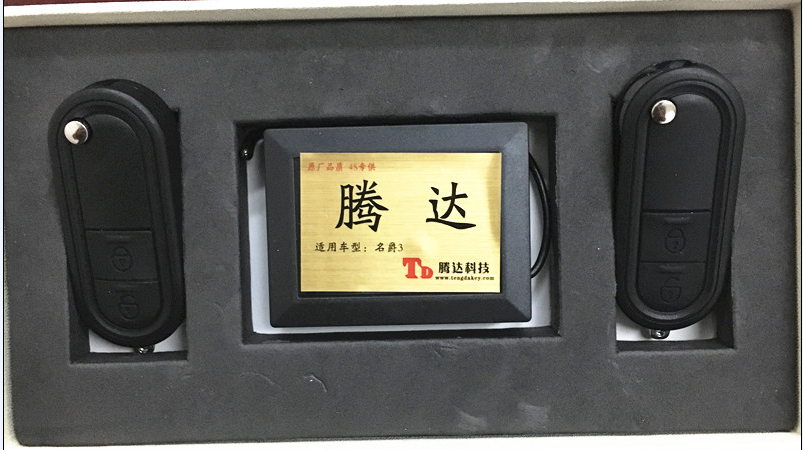 原厂品质 4S专供
腾 达
适用车型：名爵3
TD 腾达科技
www.tengdakey.com